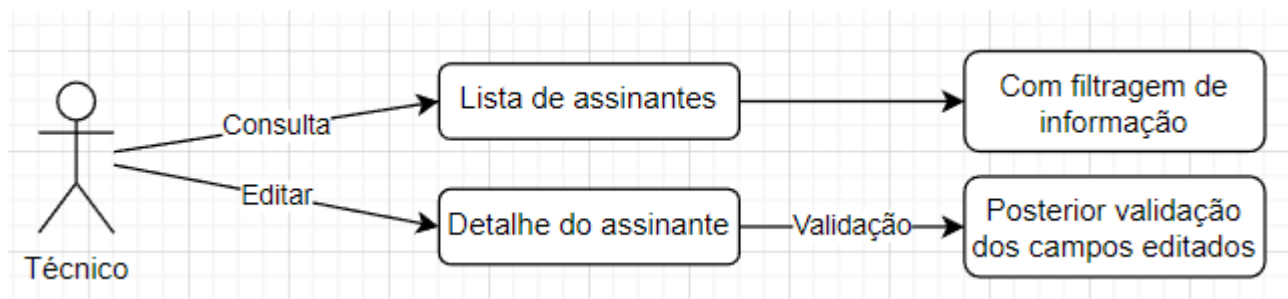 Consulta
Lista de assinantes
Com filtragem de
informação
Editar
Detalhe do assinante
Validação
Posterior validação
dos campos editados
Técnico